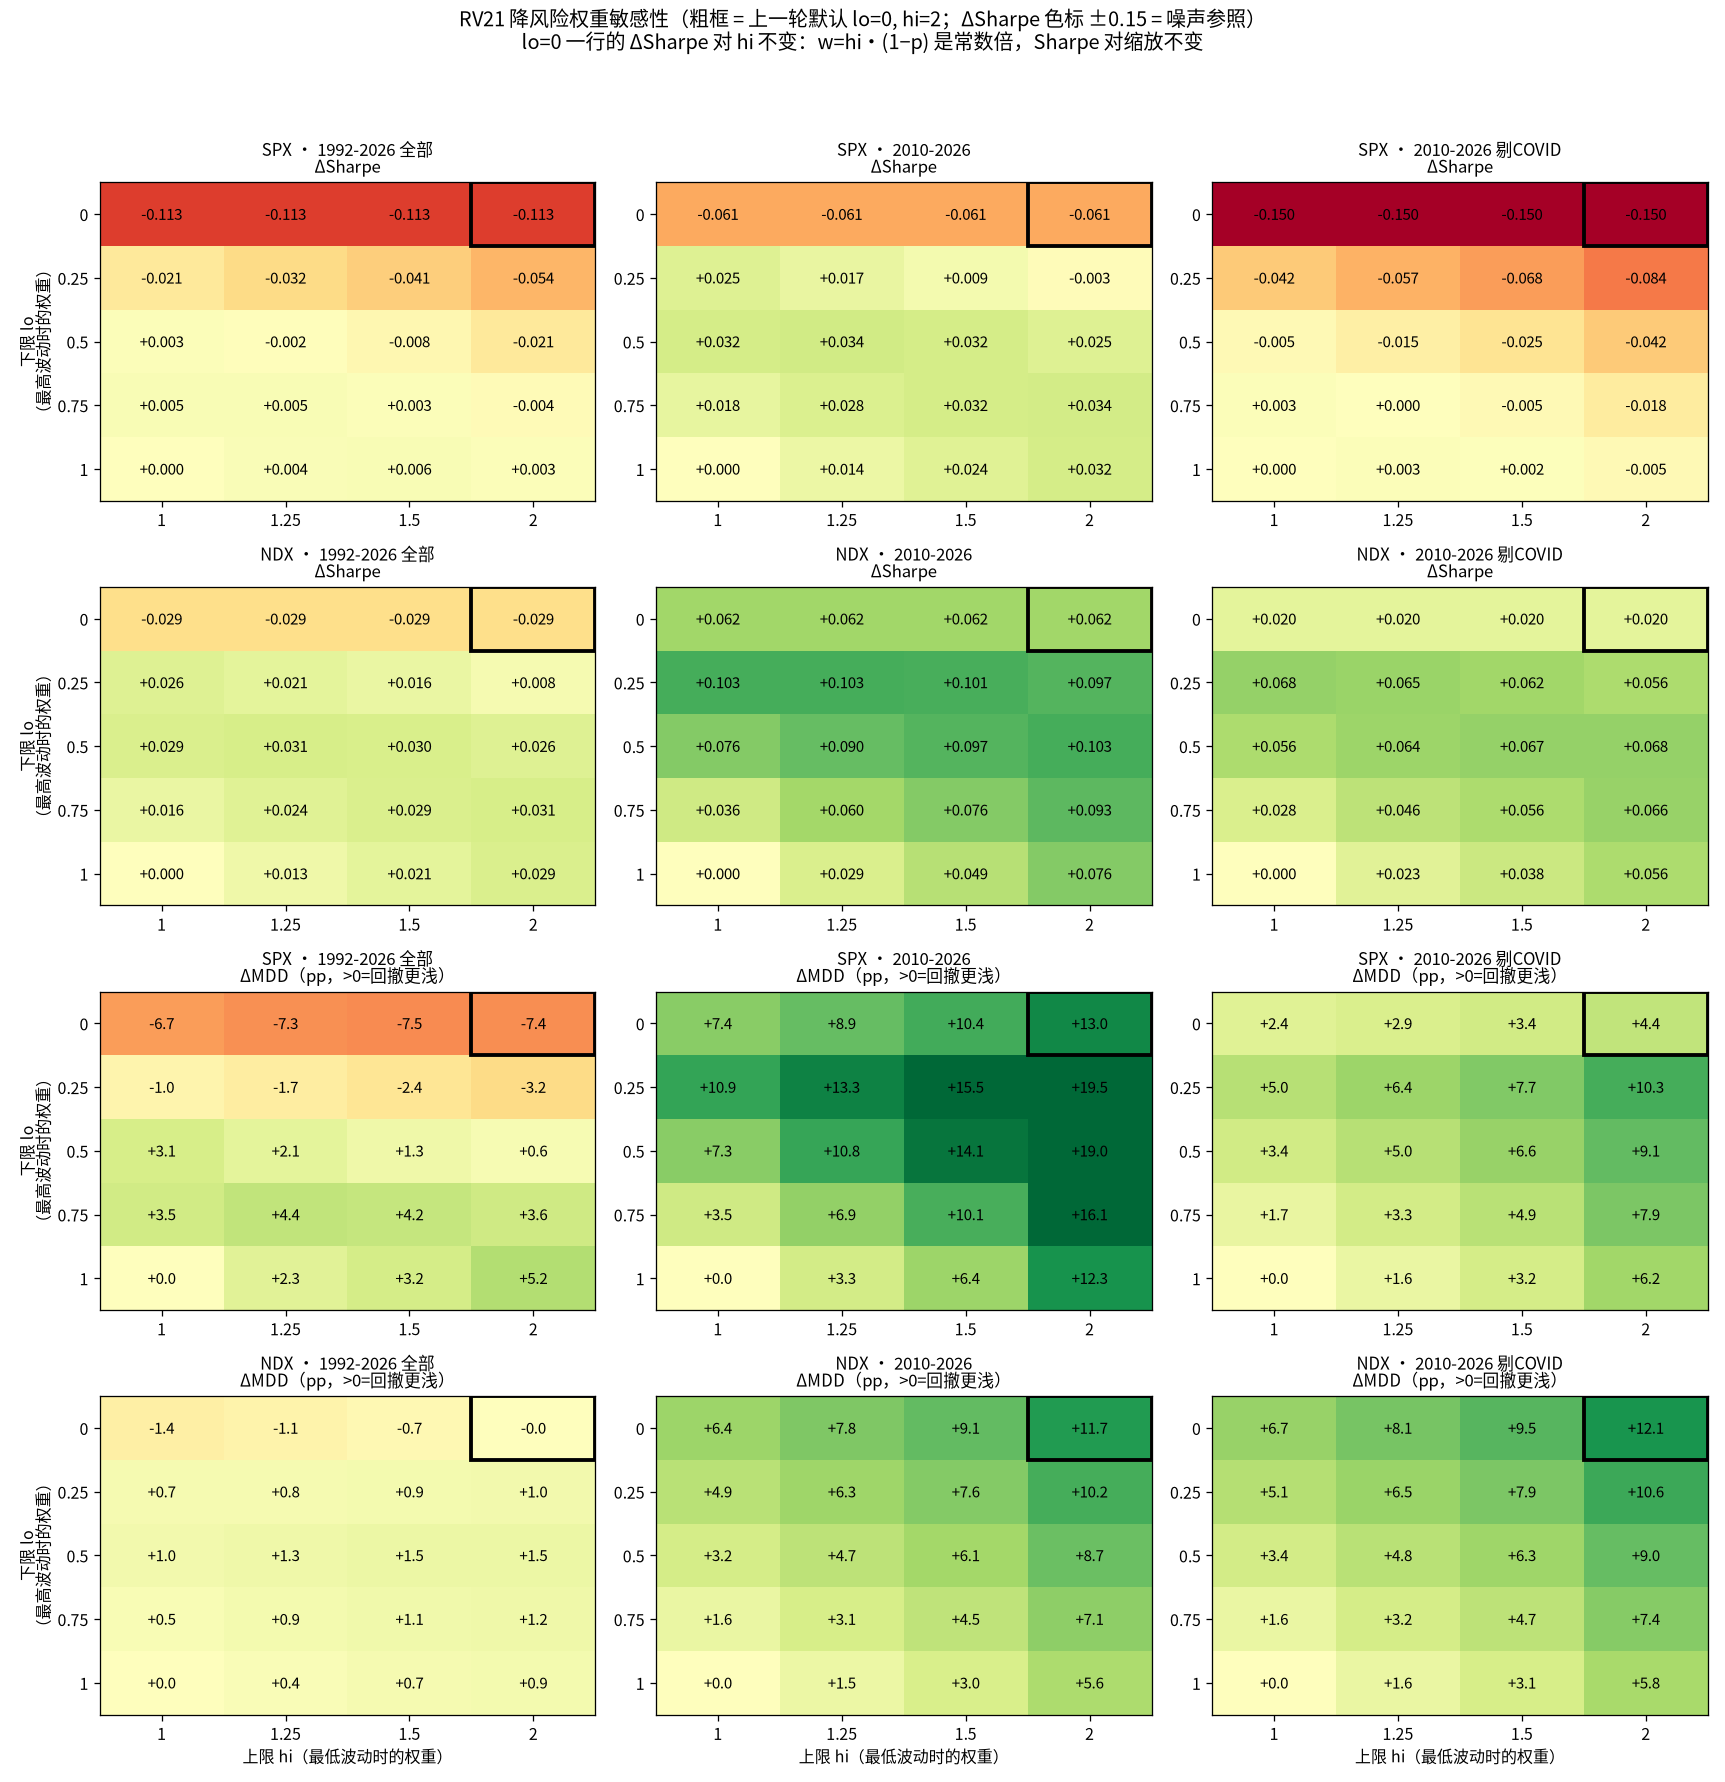 RV21 降风险权重敏感性（粗框 = 上一轮默认 lo=0, hi=2；ΔSharpe 色标 ±0.15 = 噪声参照）
lo=0 一行的 ΔSharpe 对 hi 不变：w=hi·(1−p) 是常数倍，Sharpe 对缩放不变
SPX · 1992-2026 全部
ΔSharpe
下限 lo
（最高波动时的权重）
0 -0.113 -0.113 -0.113 -0.113
0.25 -0.021 -0.032 -0.041 -0.054
0.5 +0.003 -0.002 -0.008 -0.021
0.75 +0.005 +0.005 +0.003 -0.004
1 +0.000 +0.004 +0.006 +0.003
1 1.25 1.5 2
SPX · 2010-2026
ΔSharpe
0 -0.061 -0.061 -0.061 -0.061
0.25 +0.025 +0.017 +0.009 -0.003
0.5 +0.032 +0.034 +0.032 +0.025
0.75 +0.018 +0.028 +0.032 +0.034
1 +0.000 +0.014 +0.024 +0.032
1 1.25 1.5 2
SPX · 2010-2026 剔COVID
ΔSharpe
0 -0.150 -0.150 -0.150 -0.150
0.25 -0.042 -0.057 -0.068 -0.084
0.5 -0.005 -0.015 -0.025 -0.042
0.75 +0.003 +0.000 -0.005 -0.018
1 +0.000 +0.003 +0.002 -0.005
1 1.25 1.5 2
NDX · 1992-2026 全部
ΔSharpe
下限 lo
（最高波动时的权重）
0 -0.029 -0.029 -0.029 -0.029
0.25 +0.026 +0.021 +0.016 +0.008
0.5 +0.029 +0.031 +0.030 +0.026
0.75 +0.016 +0.024 +0.029 +0.031
1 +0.000 +0.013 +0.021 +0.029
1 1.25 1.5 2
NDX · 2010-2026
ΔSharpe
0 +0.062 +0.062 +0.062 +0.062
0.25 +0.103 +0.103 +0.101 +0.097
0.5 +0.076 +0.090 +0.097 +0.103
0.75 +0.036 +0.060 +0.076 +0.093
1 +0.000 +0.029 +0.049 +0.076
1 1.25 1.5 2
NDX · 2010-2026 剔COVID
ΔSharpe
0 +0.020 +0.020 +0.020 +0.020
0.25 +0.068 +0.065 +0.062 +0.056
0.5 +0.056 +0.064 +0.067 +0.068
0.75 +0.028 +0.046 +0.056 +0.066
1 +0.000 +0.023 +0.038 +0.056
1 1.25 1.5 2
SPX · 1992-2026 全部
ΔMDD（pp，>0=回撤更浅）
下限 lo
（最高波动时的权重）
0 -6.7 -7.3 -7.5 -7.4
0.25 -1.0 -1.7 -2.4 -3.2
0.5 +3.1 +2.1 +1.3 +0.6
0.75 +3.5 +4.4 +4.2 +3.6
1 +0.0 +2.3 +3.2 +5.2
1 1.25 1.5 2
SPX · 2010-2026
ΔMDD（pp，>0=回撤更浅）
0 +7.4 +8.9 +10.4 +13.0
0.25 +10.9 +13.3 +15.5 +19.5
0.5 +7.3 +10.8 +14.1 +19.0
0.75 +3.5 +6.9 +10.1 +16.1
1 +0.0 +3.3 +6.4 +12.3
1 1.25 1.5 2
SPX · 2010-2026 剔COVID
ΔMDD（pp，>0=回撤更浅）
0 +2.4 +2.9 +3.4 +4.4
0.25 +5.0 +6.4 +7.7 +10.3
0.5 +3.4 +5.0 +6.6 +9.1
0.75 +1.7 +3.3 +4.9 +7.9
1 +0.0 +1.6 +3.2 +6.2
1 1.25 1.5 2
NDX · 1992-2026 全部
ΔMDD（pp，>0=回撤更浅）
下限 lo
（最高波动时的权重）
0 -1.4 -1.1 -0.7 -0.0
0.25 +0.7 +0.8 +0.9 +1.0
0.5 +1.0 +1.3 +1.5 +1.5
0.75 +0.5 +0.9 +1.1 +1.2
1 +0.0 +0.4 +0.7 +0.9
1 1.25 1.5 2
上限 hi（最低波动时的权重）
NDX · 2010-2026
ΔMDD（pp，>0=回撤更浅）
0 +6.4 +7.8 +9.1 +11.7
0.25 +4.9 +6.3 +7.6 +10.2
0.5 +3.2 +4.7 +6.1 +8.7
0.75 +1.6 +3.1 +4.5 +7.1
1 +0.0 +1.5 +3.0 +5.6
1 1.25 1.5 2
上限 hi（最低波动时的权重）
NDX · 2010-2026 剔COVID
ΔMDD（pp，>0=回撤更浅）
0 +6.7 +8.1 +9.5 +12.1
0.25 +5.1 +6.5 +7.9 +10.6
0.5 +3.4 +4.8 +6.3 +9.0
0.75 +1.6 +3.2 +4.7 +7.4
1 +0.0 +1.6 +3.1 +5.8
1 1.25 1.5 2
上限 hi（最低波动时的权重）